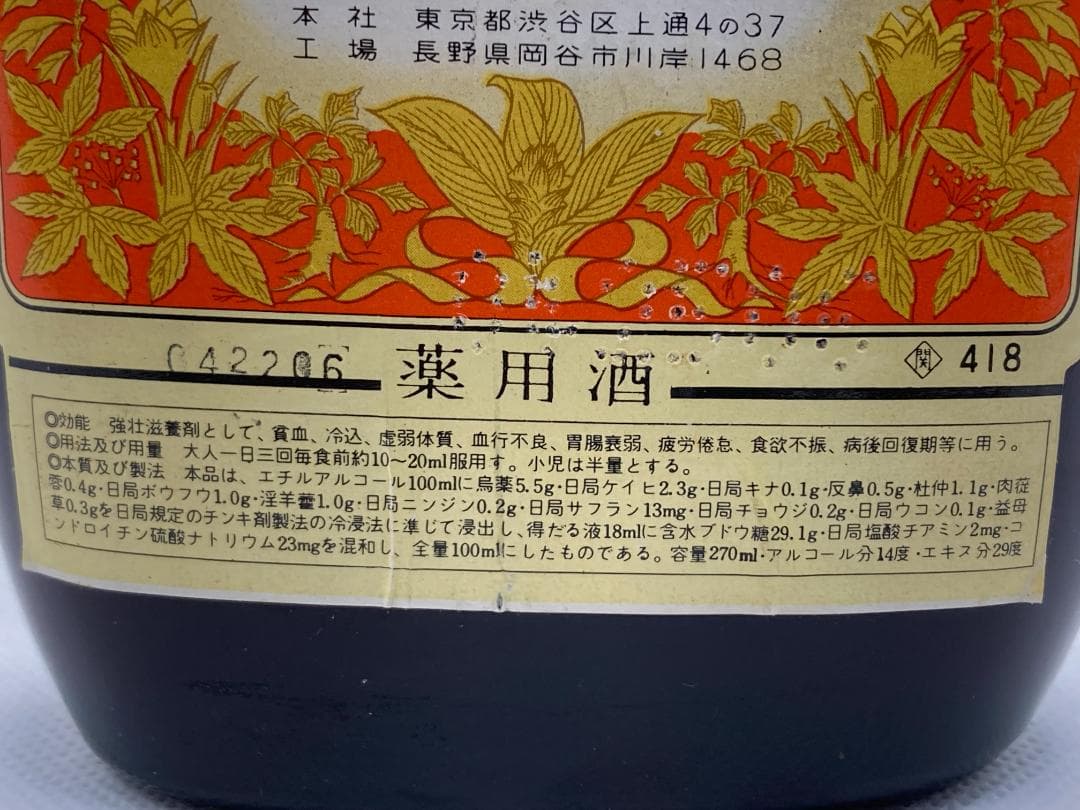 本社 東京都渋谷区上通4の37
工場 長野県岡谷市川岸1468
042206 薬用酒 関 418
◎効能 強壮滋養剤として、貧血、冷込、虚弱体質、血行不良、胃腸衰弱、疲労倦怠、食欲不振、病後回復期等に用う。
◎用法及び用量 大人一日三回毎食前約10〜20ml服用す。小児は半量とする。
◎本質及び製法 本品は、エチルアルコール100mlに烏薬5.5g・日局ケイヒ2.3g・日局キナ0.1g・反鼻0.5g・杜仲1.1g・肉蓯
蓉0.4g・日局ボウフウ1.0g・淫羊藿1.0g・日局ニンジン0.2g・日局サフラン13mg・日局チョウジ0.2g・日局ウコン0.1g・益母
草0.3gを日局規定のチンキ剤製法の冷浸法に準じて浸出し、得だる液18mlに含水ブドウ糖29.1g・日局塩酸チアミン2mg・コ
ンドロイチン硫酸ナトリウム23mgを混和し、全量100mlにしたものである。容量270ml・アルコール分14度・エキス分29度